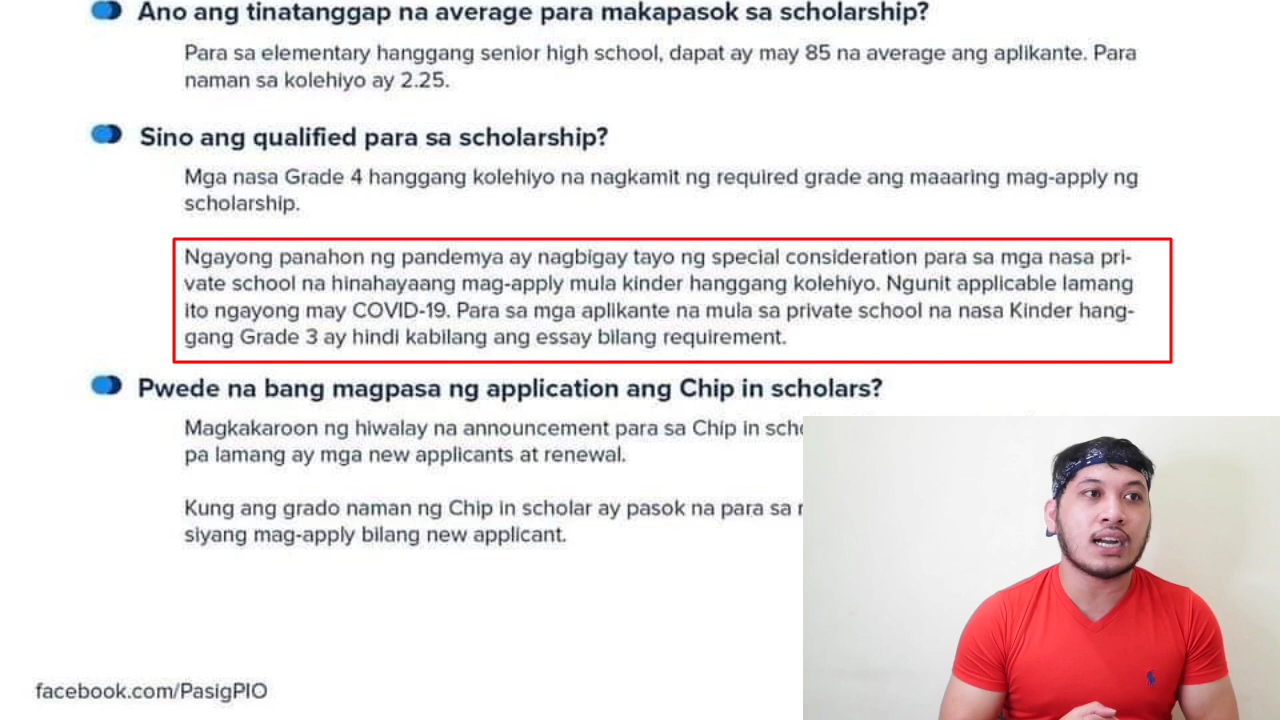 Ano ang tinatanggap na average para makapasok sa scholarship?
Para sa elementary hanggang senior high school, dapat ay may 85 na average ang aplikante. Para
naman sa kolehiyo ay 2.25.
Sino ang qualified para sa scholarship?
Mga nasa Grade 4 hanggang kolehiyo na nagkamit ng required grade ang maaaring mag-apply ng
scholarship.
Ngayong panahon ng pandemya ay nagbigay tayo ng special consideration para sa mga nasa pri-
vate school na hinahayaang mag-apply mula kinder hanggang kolehiyo. Ngunit applicable lamang
ito ngayong may COVID-19. Para sa mga aplikante na mula sa private school na nasa Kinder hang-
gang Grade 3 ay hindi kabilang ang essay bilang requirement.
Pwede na bang magpasa ng application ang Chip in scholars?
Magkakaroon ng hiwalay na announcement para sa Chip in
pa lamang ay mga new applicants at renewal.
Kung ang grado naman ng Chip in scholar ay pasok na para sa
siyang mag-apply bilang new applicant.
facebook.com/PasigPIO